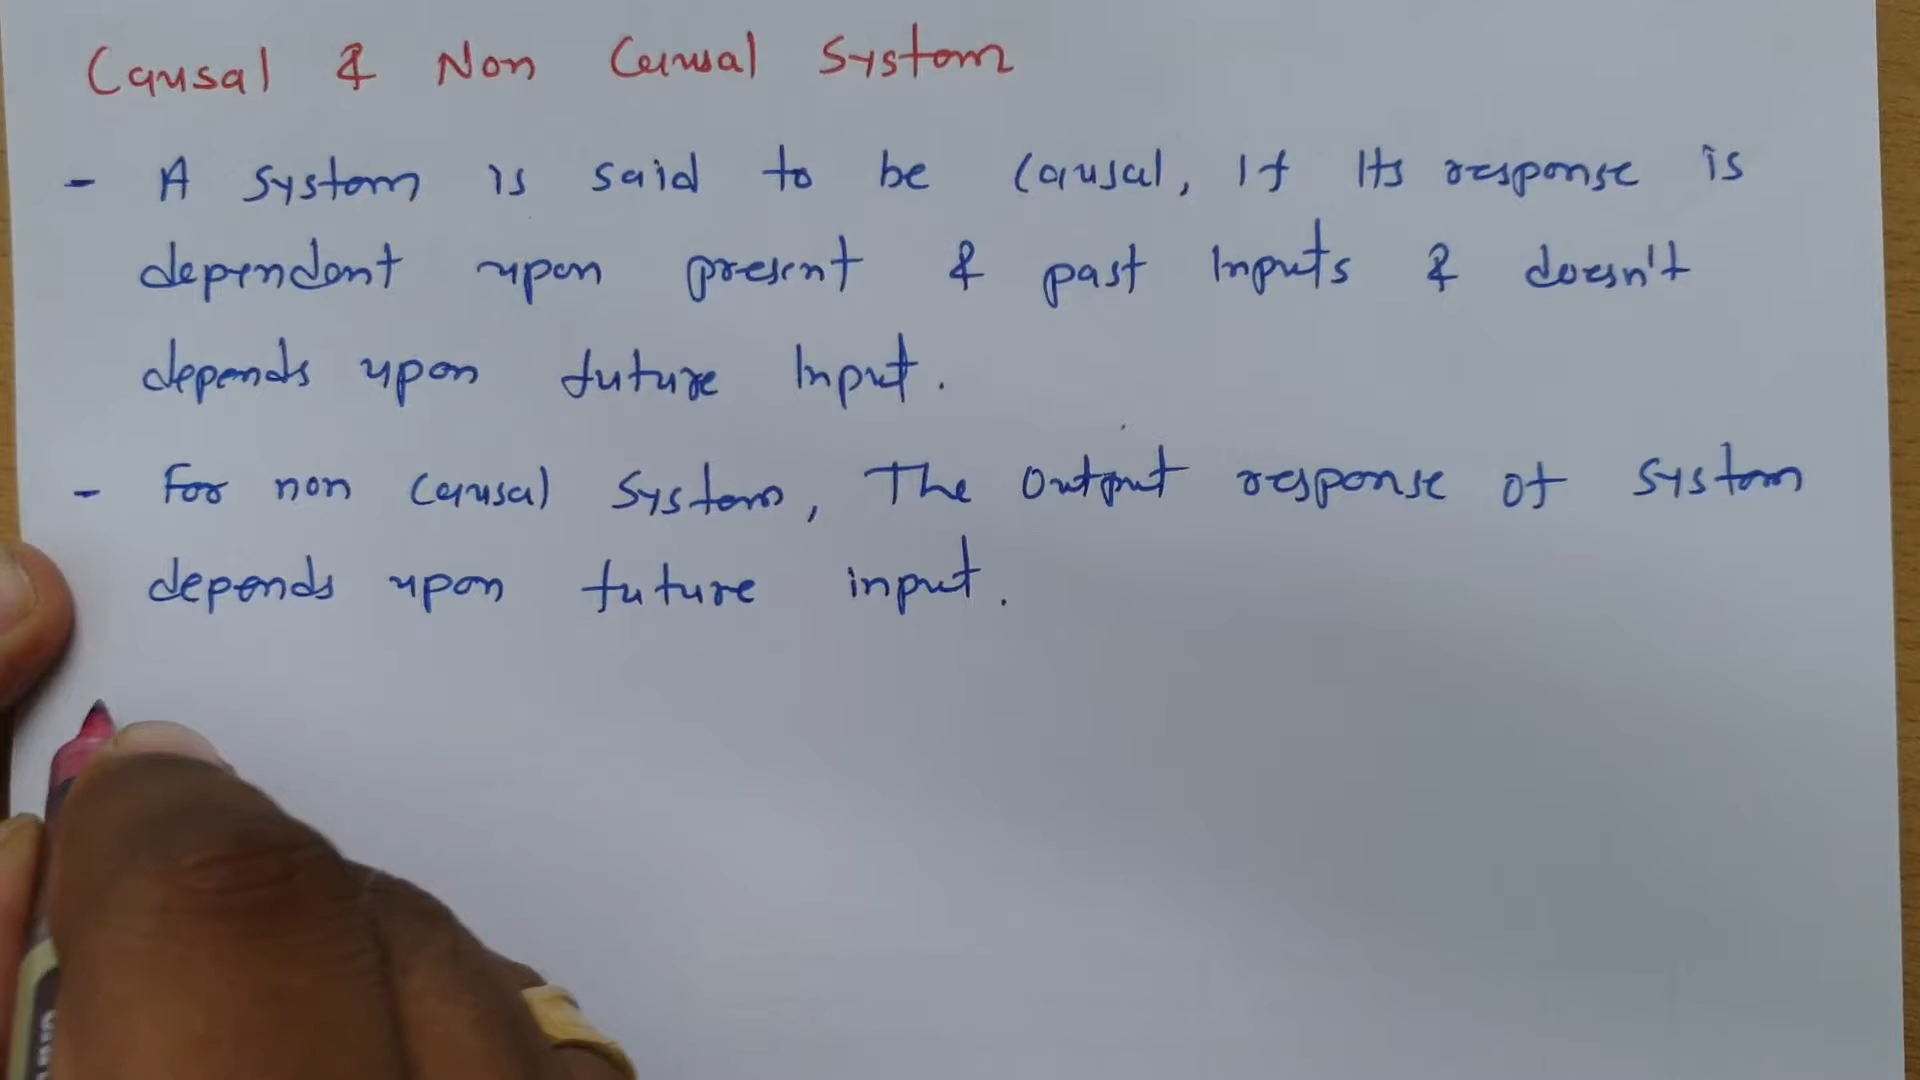 Causal & Non Causal System
- A system is said to be causal, If Its response is
dependent upon present & past Inputs & doesn't
depends upon future Input.
- For non causal system, The output response of system
depends upon future input.